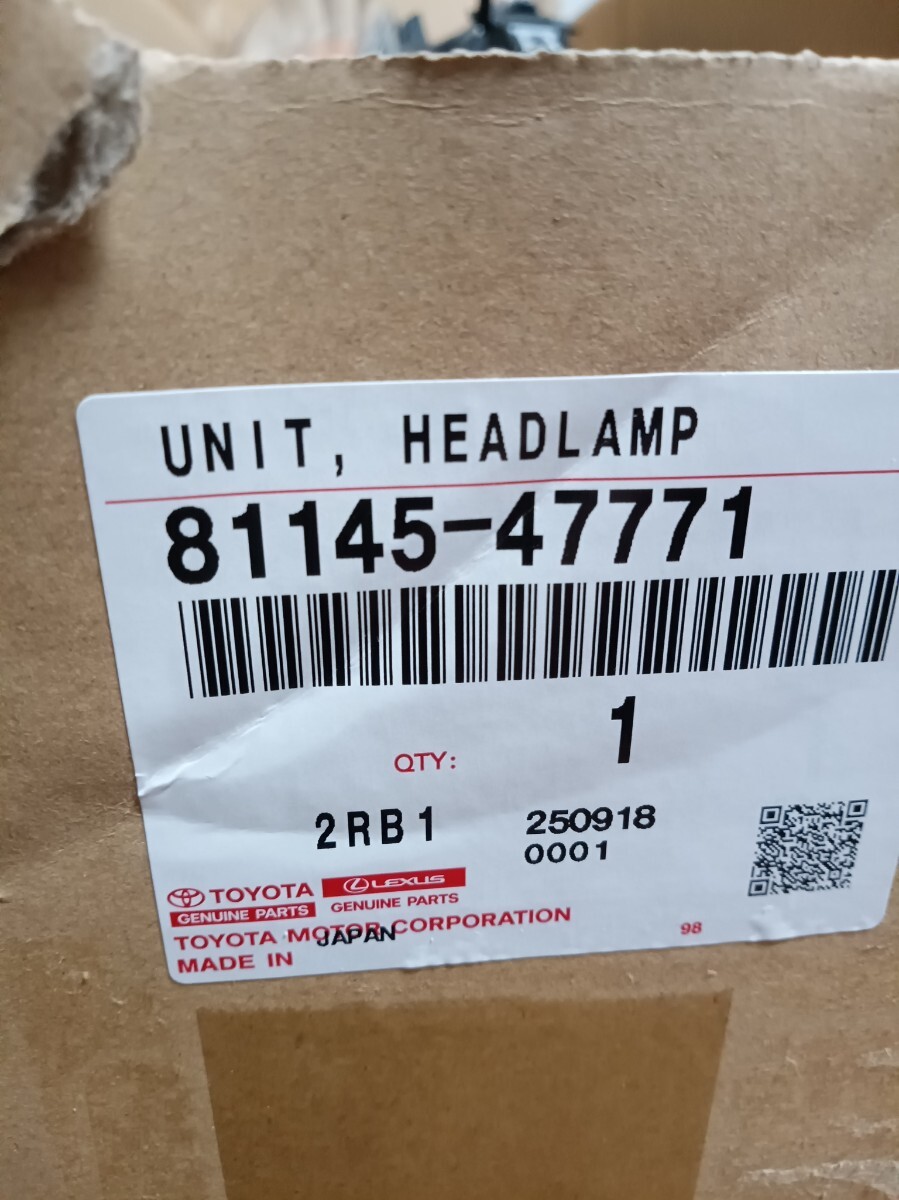 UNIT, HEADLAMP
81145-47771
QTY: 1
2RB1 250918
0001
TOYOTA LEXUS
GENUINE PARTS GENUINE PARTS
TOYOTA MOTOR CORPORATION 98
MADE IN JAPAN